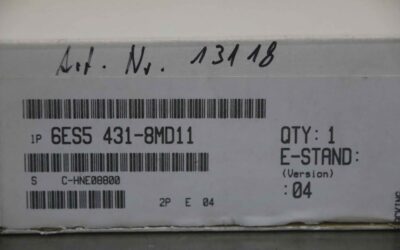 Art. Nr. 13118
1P 6ES5 431-8MD11
QTY: 1
E-STAND:
(Version)
:04
S C-HNE08800
2P E 04